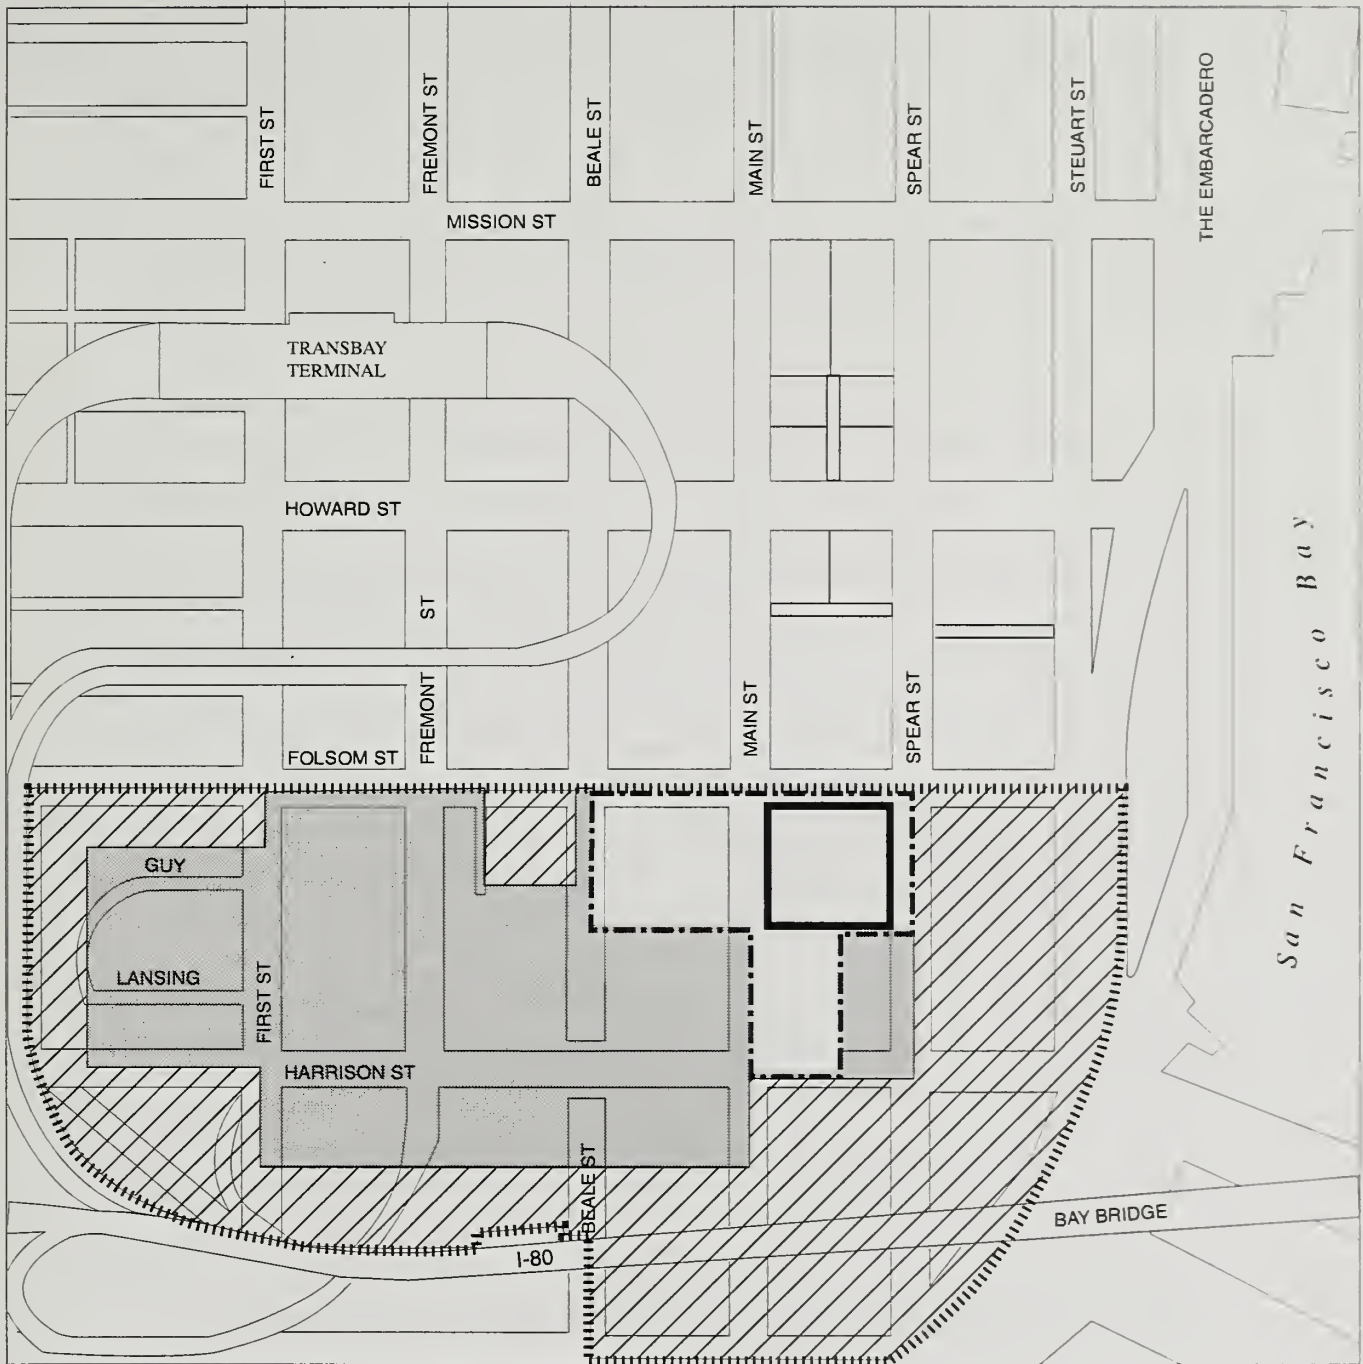 FIRST ST
FREMONT ST
BEALE ST
MAIN ST
SPEAR ST
STEUART ST
THE EMBARCADERO
MISSION ST
TRANSBAY
TERMINAL
HOWARD ST
San Francisco Bay
FREMONT ST
MAIN ST
SPEAR ST
FOLSOM ST
GUY
LANSING
FIRST ST
HARRISON ST
BEALE ST
BAY BRIDGE
I-80